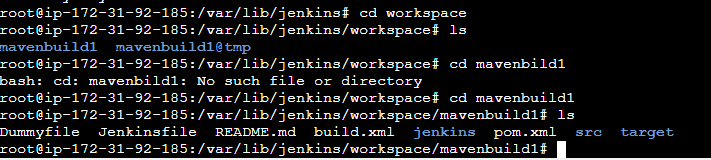 root@ip-172-31-92-185:/var/lib/jenkins# cd workspace
root@ip-172-31-92-185:/var/lib/jenkins/workspace# ls
mavenbuild1  mavenbuild1@tmp
root@ip-172-31-92-185:/var/lib/jenkins/workspace# cd mavenbild1
bash: cd: mavenbild1: No such file or directory
root@ip-172-31-92-185:/var/lib/jenkins/workspace# cd mavenbuild1
root@ip-172-31-92-185:/var/lib/jenkins/workspace/mavenbuild1# ls
Dummyfile  Jenkinsfile  README.md  build.xml  jenkins  pom.xml  src  target
root@ip-172-31-92-185:/var/lib/jenkins/workspace/mavenbuild1#